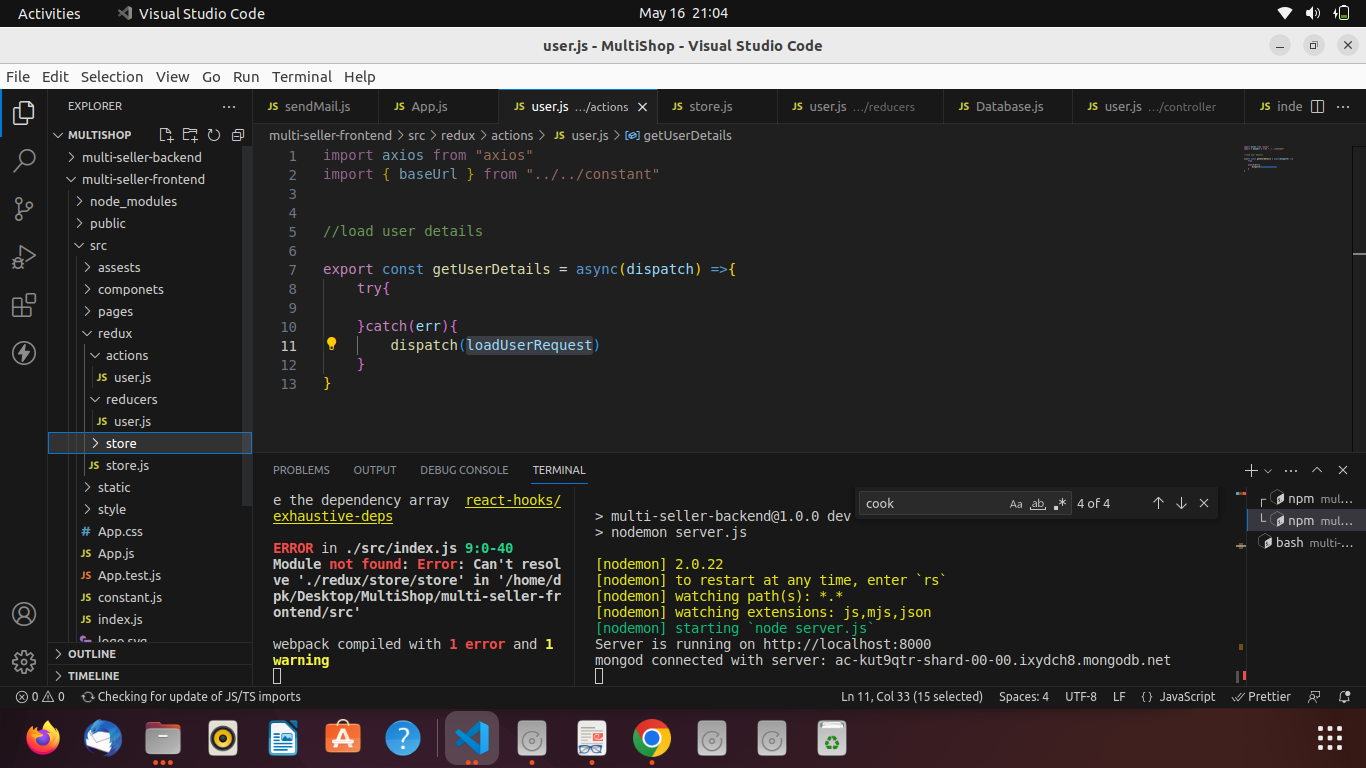 Activities
Visual Studio Code
May 16 21:04
user.js - MultiShop - Visual Studio Code
File Edit Selection View Go Run Terminal Help
EXPLORER
MULTISHOP
multi-seller-backend
multi-seller-frontend
node_modules
public
src
assests
componets
pages
redux
actions
JS user.js
reducers
JS user.js
store
JS store.js
static
style
# App.css
JS App.js
JS App.test.js
JS constant.js
JS index.js
logo.svg
OUTLINE
TIMELINE
JS sendMail.js
JS App.js
JS user.js .../actions
JS store.js
JS user.js .../reducers
JS Database.js
JS user.js .../controller
JS inde
multi-seller-frontend > src > redux > actions > JS user.js > getUserDetails
1 import axios from "axios"
2 import { baseUrl } from "../../constant"
3
4
5 //load user details
6
7 export const getUserDetails = async(dispatch) =>{
8 try{
9
10 }catch(err){
11 dispatch(loadUserRequest)
12 }
13 }
PROBLEMS OUTPUT DEBUG CONSOLE TERMINAL
e the dependency array react-hooks/
exhaustive-deps
ERROR in ./src/index.js 9:0-40
Module not found: Error: Can't resol
ve './redux/store/store' in '/home/d
pk/Desktop/MultiShop/multi-seller-fr
ontend/src'
webpack compiled with 1 error and 1
warning
> multi-seller-backend@1.0.0 dev
> nodemon server.js
[nodemon] 2.0.22
[nodemon] to restart at any time, enter `rs`
[nodemon] watching path(s): *.*
[nodemon] watching extensions: js,mjs,json
[nodemon] starting `node server.js`
Server is running on http://localhost:8000
mongod connected with server: ac-kut9qtr-shard-00-00.ixydch8.mongodb.net
cook
Aa ab .*
4 of 4
npm mul...
npm mul...
bash multi-...
0 0 Checking for update of JS/TS imports
Ln 11, Col 33 (15 selected) Spaces: 4 UTF-8 LF {} JavaScript Prettier